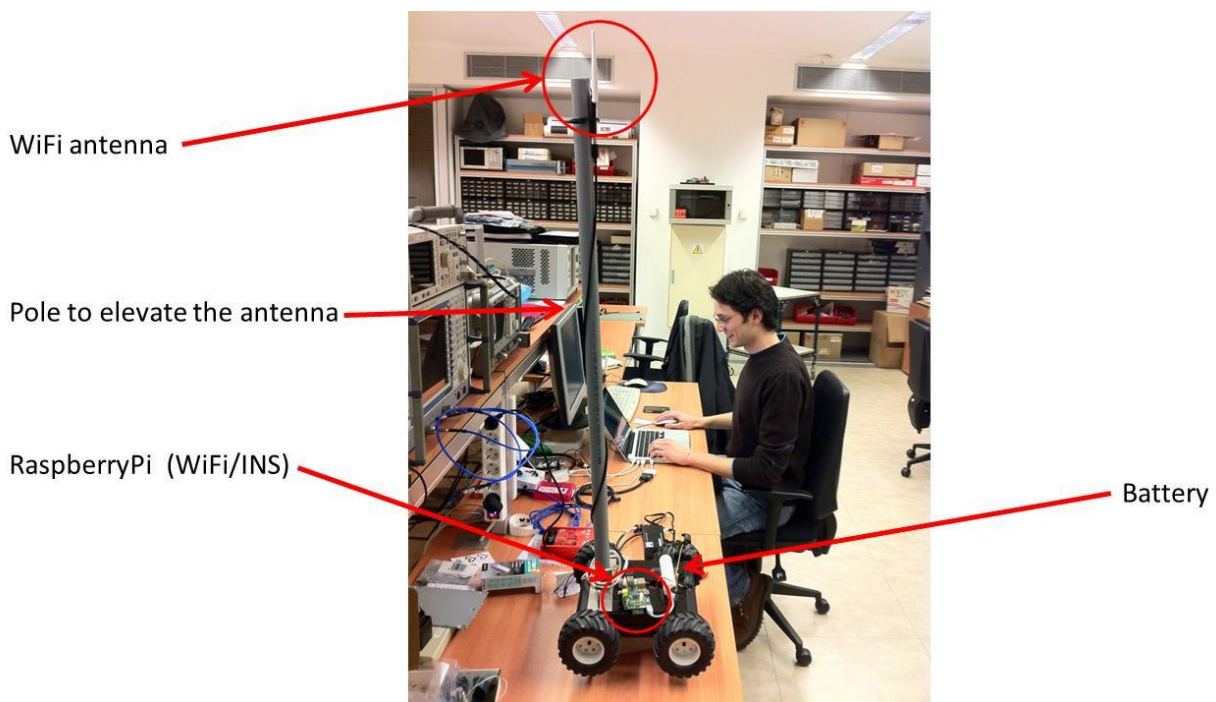 WiFi antenna
Pole to elevate the antenna
RaspberryPi (WiFi/INS)
Battery